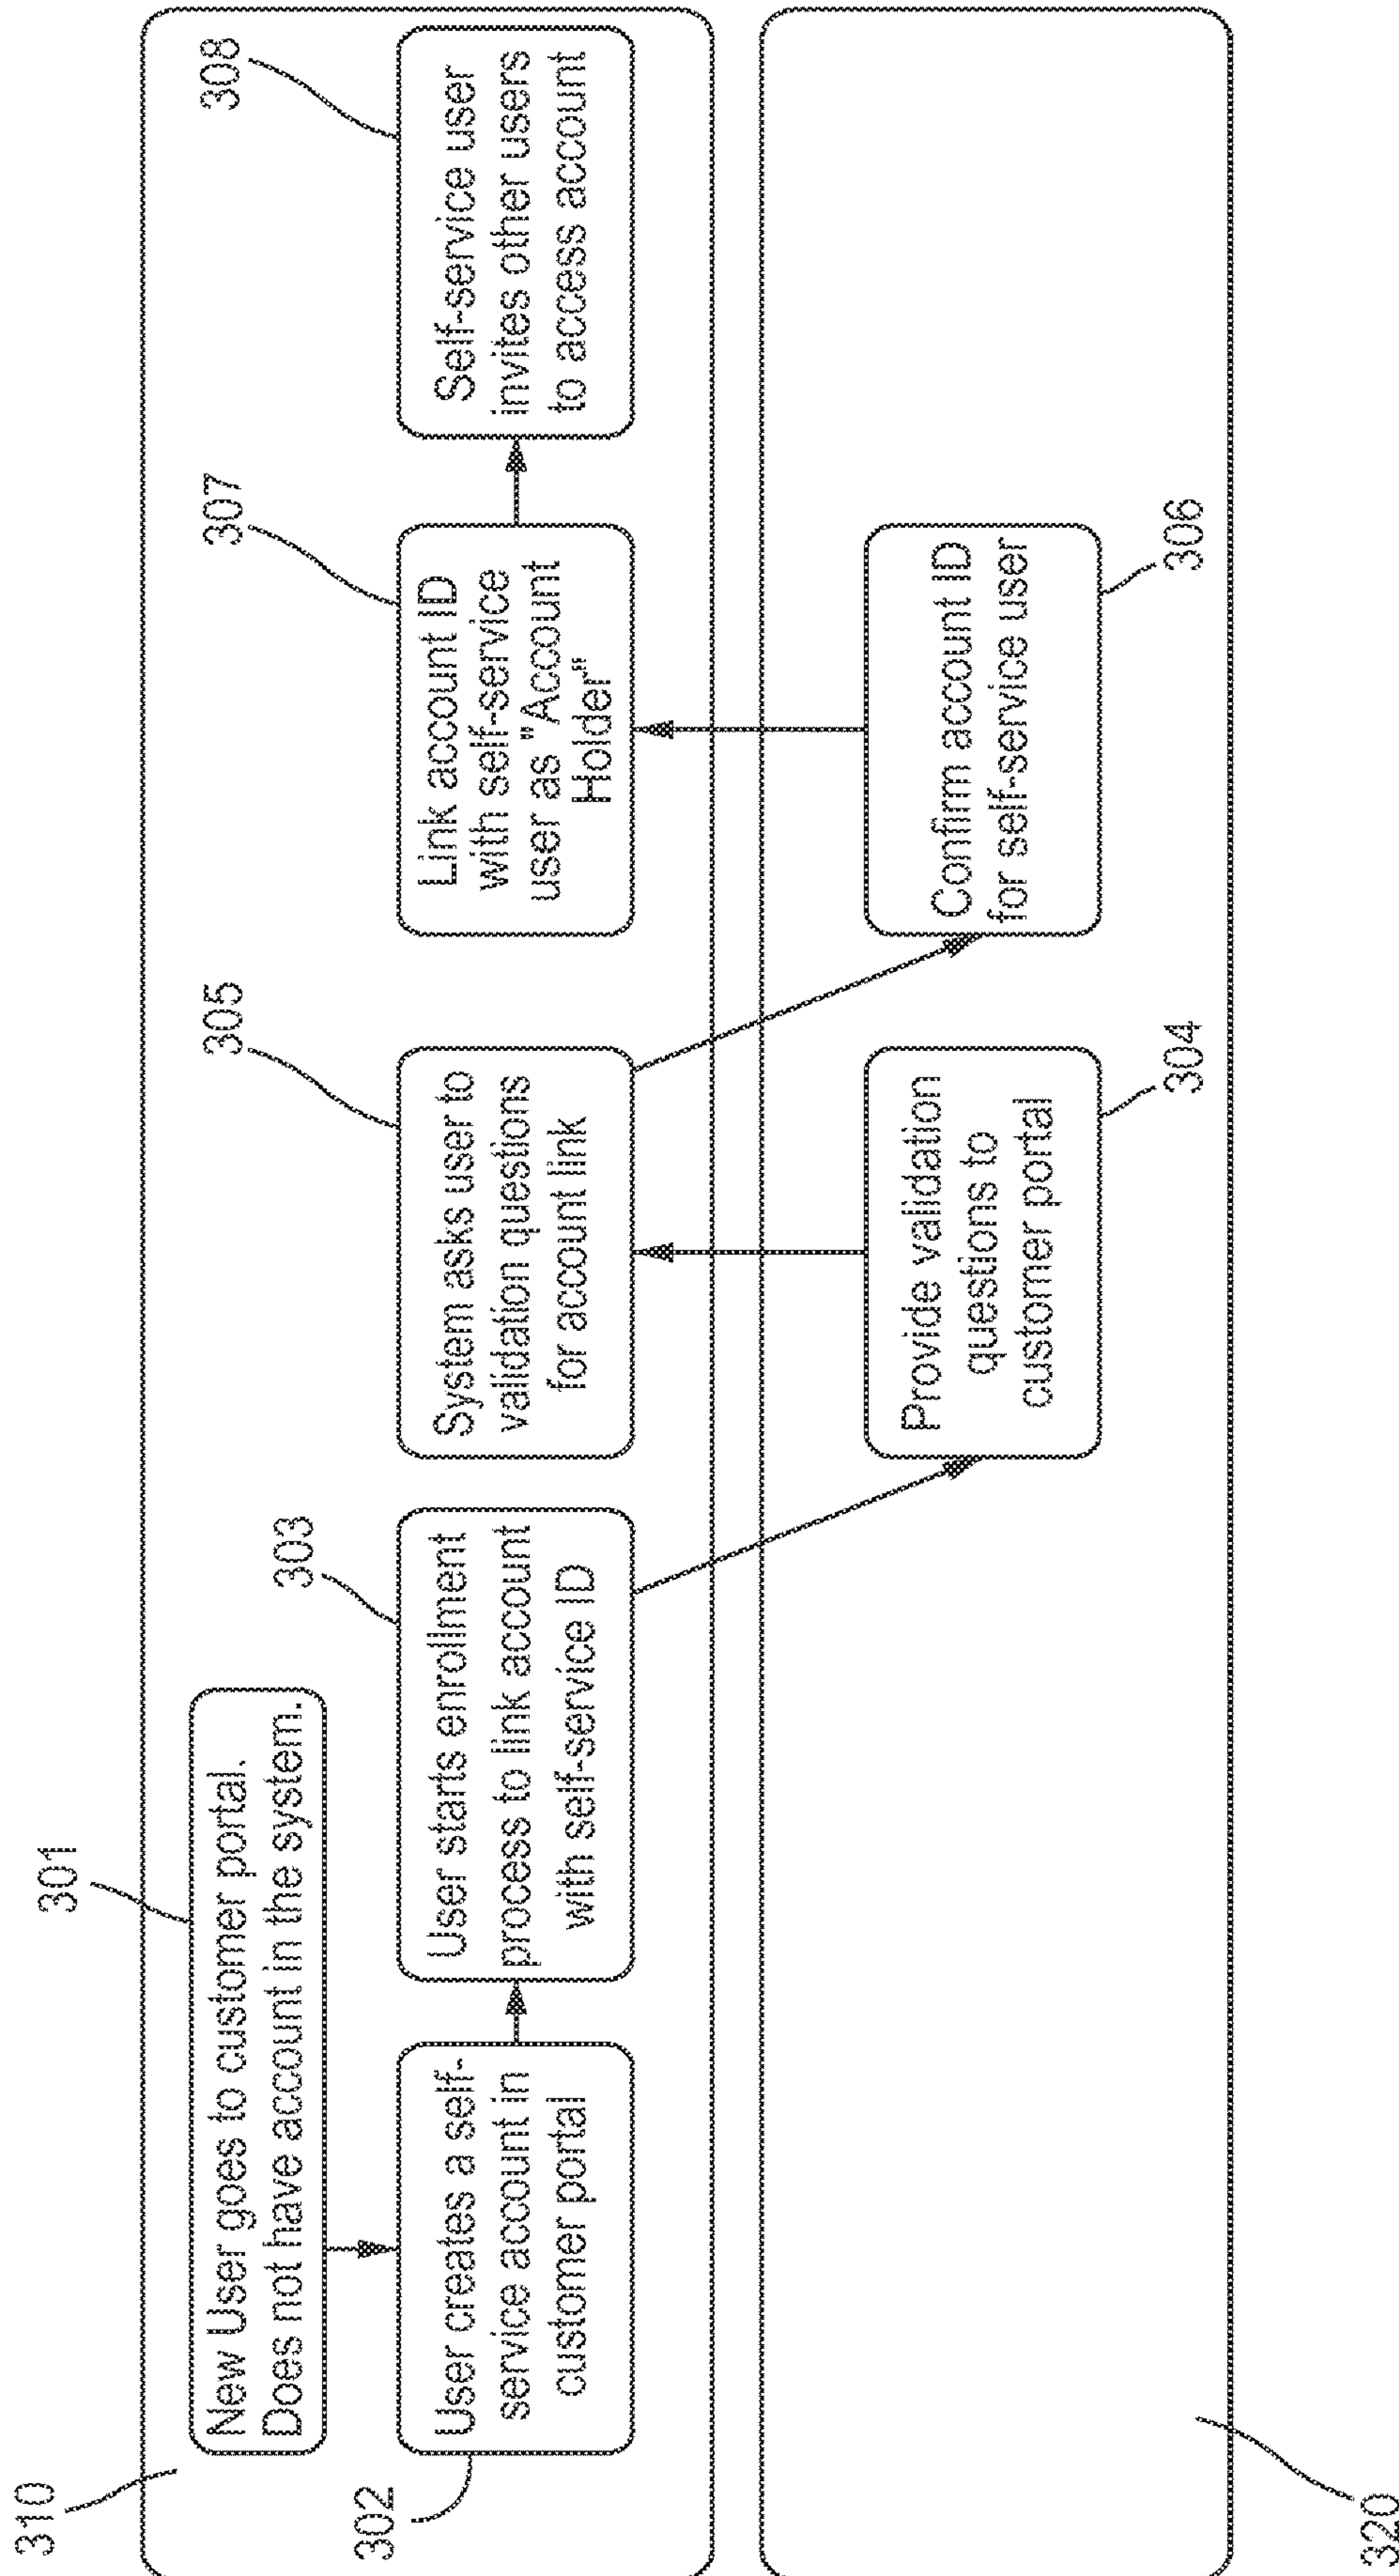 310
301
New User goes to customer portal.
Does not have account in the system.
302
User creates a self-
service account in
customer portal
303
User starts enrollment
process to link account
with self-service ID
305
System asks user to
validation questions
for account link
307
Link account ID
with self-service
user as "Account
Holder"
308
Self-service user
invites other users
to access account
320
Provide validation
questions to
customer portal
304
Confirm account ID
for self-service user
306